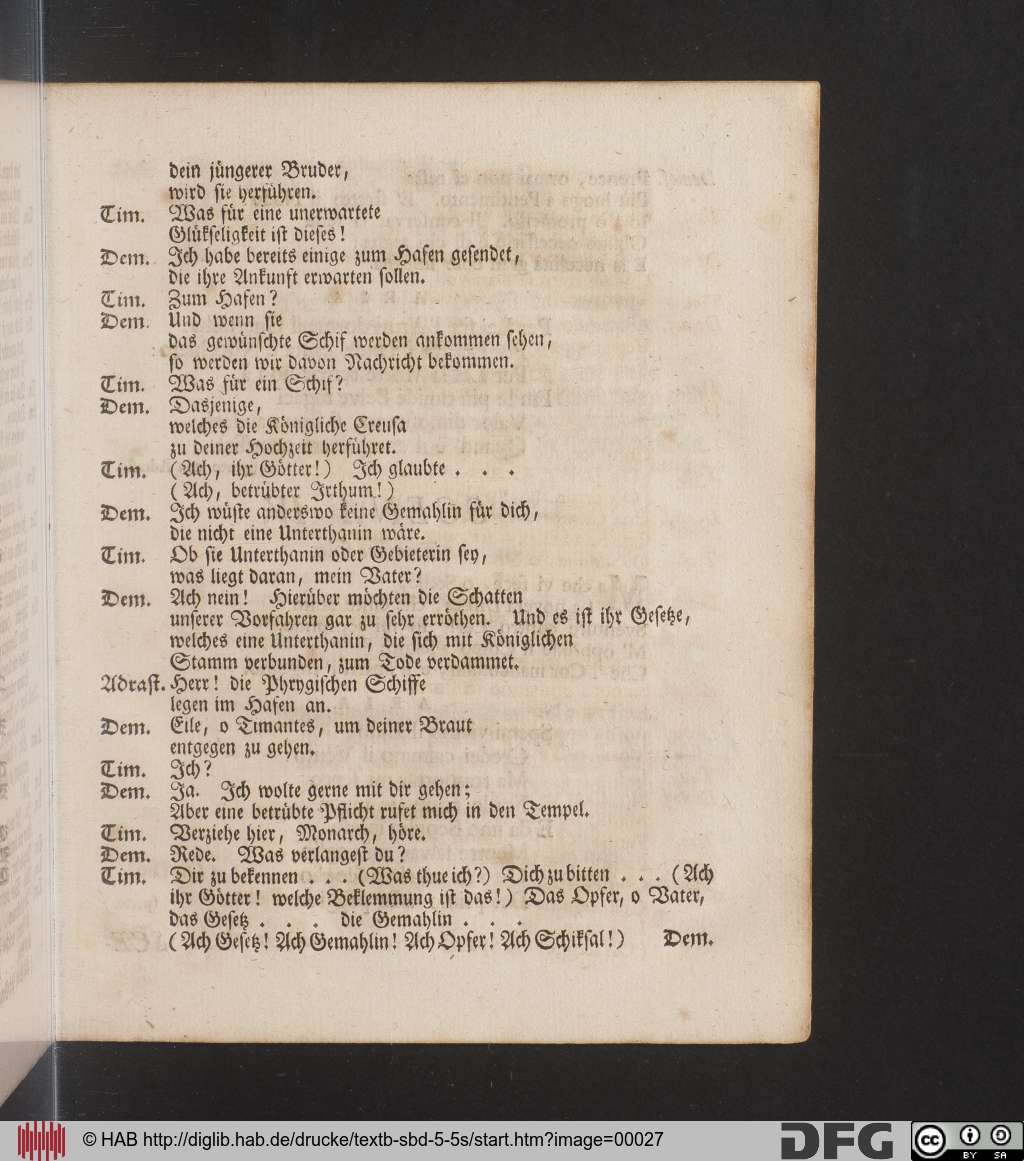 dein jüngerer Bruder,
wird sie herführen.
Tim. Was für eine unerwartete
Glükseligkeit ist dieses!
Dem. Ich habe bereits einige zum Hafen gesendet,
die ihre Ankunft erwarten sollen.
Tim. Zum Hafen?
Dem. Und wenn sie
das gewünschte Schif werden ankommen sehen,
so werden wir davon Nachricht bekommen.
Tim. Was für ein Schif?
Dem. Dasjenige,
welches die Königliche Creusa
zu deiner Hochzeit herführet.
Tim. (Ach, ihr Götter!) Ich glaubte . . .
(Ach, betrübter Irthum!)
Dem. Ich wüste anderswo keine Gemahlin für dich,
die nicht eine Unterthanin wäre.
Tim. Ob sie Unterthanin oder Gebieterin sey,
was liegt daran, mein Vater?
Dem. Ach nein! Hierüber möchten die Schatten
unserer Vorfahren gar zu sehr erröthen. Und es ist ihr Gesetze,
welches eine Unterthanin, die sich mit Königlichen
Stamm verbunden, zum Tode verdammet.
Adrast. Herr! die Phrygischen Schiffe
legen im Hafen an.
Dem. Eile, o Timantes, um deiner Braut
entgegen zu gehen.
Tim. Ich?
Dem. Ja. Ich wolte gerne mit dir gehen;
Aber eine betrübte Pflicht rufet mich in den Tempel.
Tim. Verziehe hier, Monarch, höre.
Dem. Rede. Was verlangest du?
Tim. Dir zu bekennen . . . (Was thue ich?) Dich zu bitten . . . (Ach
ihr Götter! welche Beklemmung ist das!) Das Opfer, o Vater,
das Gesetz . . . die Gemahlin . . .
(Ach Gesetz! Ach Gemahlin! Ach Opfer! Ach Schiksal!) Dem.
© HAB http://diglib.hab.de/drucke/textb-sbd-5-5s/start.htm?image=00027
DFG
cc BY SA